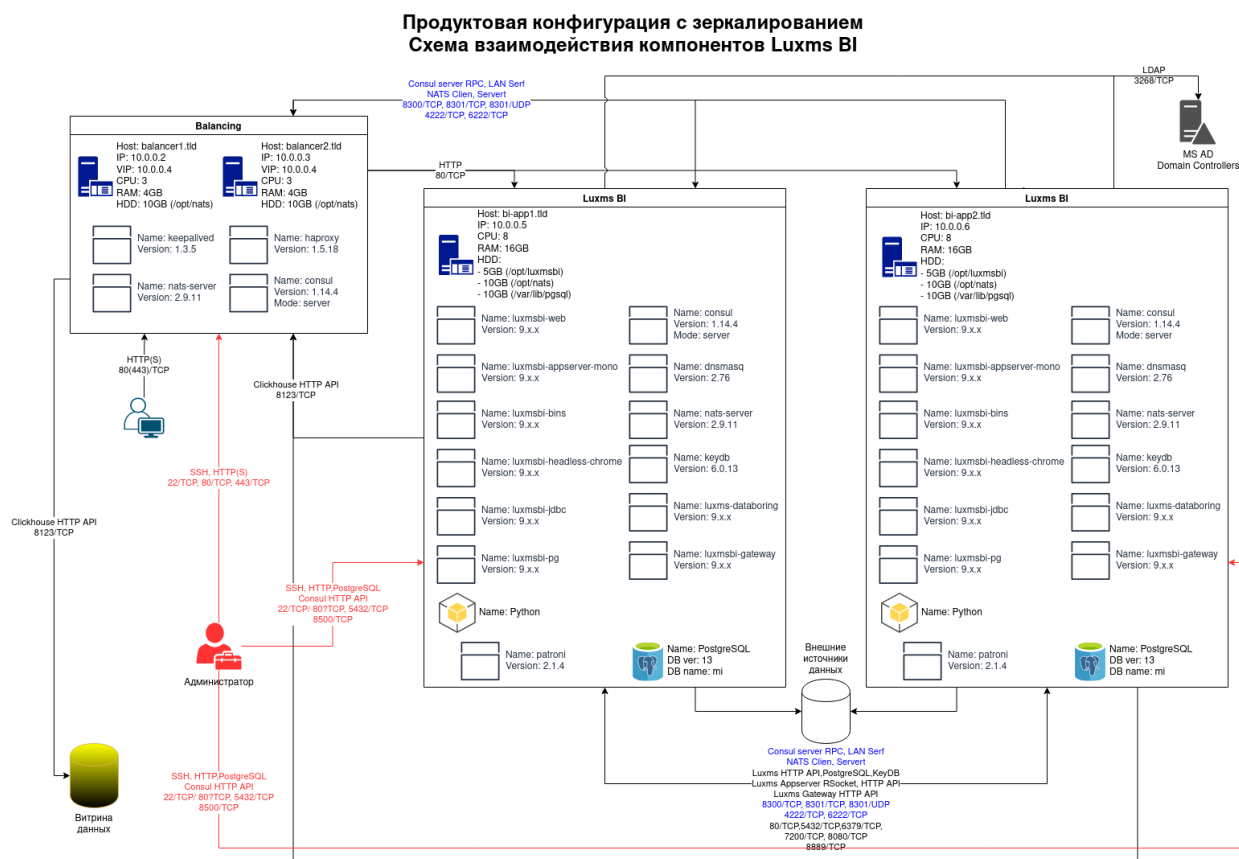 Продуктовая конфигурация с зеркалированием
Схема взаимодействия компонентов Luxms BI
LDAP
3268/TCP
MS AD
Domain Controllers
Consul server RPC, LAN Serf
NATS Clien, Servert
8300/TCP, 8301/TCP, 8301/UDP
4222/TCP, 6222/TCP
HTTP
80/TCP
Balancing
Host: balancer1.tld
IP: 10.0.0.2
VIP: 10.0.0.4
CPU: 3
RAM: 4GB
HDD: 10GB (/opt/nats)
Host: balancer2.tld
IP: 10.0.0.3
VIP: 10.0.0.4
CPU: 3
RAM: 4GB
HDD: 10GB (/opt/nats)
Name: keepalived
Version: 1.3.5
Name: haproxy
Version: 1.5.18
Name: nats-server
Version: 2.9.11
Name: consul
Version: 1.14.4
Mode: server
HTTP(S)
80(443)/TCP
Clickhouse HTTP API
8123/TCP
SSH, HTTP(S)
22/TCP, 80/TCP, 443/TCP
Clickhouse HTTP API
8123/TCP
SSH, HTTP,PostgreSQL
Consul HTTP API
22/TCP/ 80?TCP, 5432/TCP
8500/TCP
Администратор
SSH, HTTP,PostgreSQL
Consul HTTP API
22/TCP/ 80?TCP, 5432/TCP
8500/TCP
Витрина
данных
Luxms BI
Host: bi-app1.tld
IP: 10.0.0.5
CPU: 8
RAM: 16GB
HDD:
- 5GB (/opt/luxmsbi)
- 10GB (/opt/nats)
- 10GB (/var/lib/pgsql)
Name: luxmsbi-web
Version: 9.x.x
Name: consul
Version: 1.14.4
Mode: server
Name: luxmsbi-appserver-mono
Version: 9.x.x
Name: dnsmasq
Version: 2.76
Name: luxmsbi-bins
Version: 9.x.x
Name: nats-server
Version: 2.9.11
Name: luxmsbi-headless-chrome
Version: 9.x.x
Name: keydb
Version: 6.0.13
Name: luxmsbi-jdbc
Version: 9.x.x
Name: luxms-databoring
Version: 9.x.x
Name: luxmsbi-pg
Version: 9.x.x
Name: luxmsbi-gateway
Version: 9.x.x
Name: Python
Name: patroni
Version: 2.1.4
Name: PostgreSQL
DB ver: 13
DB name: mi
Luxms BI
Host: bi-app2.tld
IP: 10.0.0.6
CPU: 8
RAM: 16GB
HDD:
- 5GB (/opt/luxmsbi)
- 10GB (/opt/nats)
- 10GB (/var/lib/pgsql)
Name: luxmsbi-web
Version: 9.x.x
Name: consul
Version: 1.14.4
Mode: server
Name: luxmsbi-appserver-mono
Version: 9.x.x
Name: dnsmasq
Version: 2.76
Name: luxmsbi-bins
Version: 9.x.x
Name: nats-server
Version: 2.9.11
Name: luxmsbi-headless-chrome
Version: 9.x.x
Name: keydb
Version: 6.0.13
Name: luxmsbi-jdbc
Version: 9.x.x
Name: luxms-databoring
Version: 9.x.x
Name: luxmsbi-pg
Version: 9.x.x
Name: luxmsbi-gateway
Version: 9.x.x
Name: Python
Name: patroni
Version: 2.1.4
Name: PostgreSQL
DB ver: 13
DB name: mi
Внешние
источники
данных
Consul server RPC, LAN Serf
NATS Clien, Servert
Luxms HTTP API,PostgreSQL,KeyDB
Luxms Appserver RSocket, HTTP API
Luxms Gateway HTTP API
8300/TCP, 8301/TCP, 8301/UDP
4222/TCP, 6222/TCP
80/TCP,5432/TCP,6379/TCP,
7200/TCP, 8080/TCP
8889/TCP